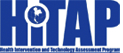 HITAP
Health Intervention and Technology Assessment Program